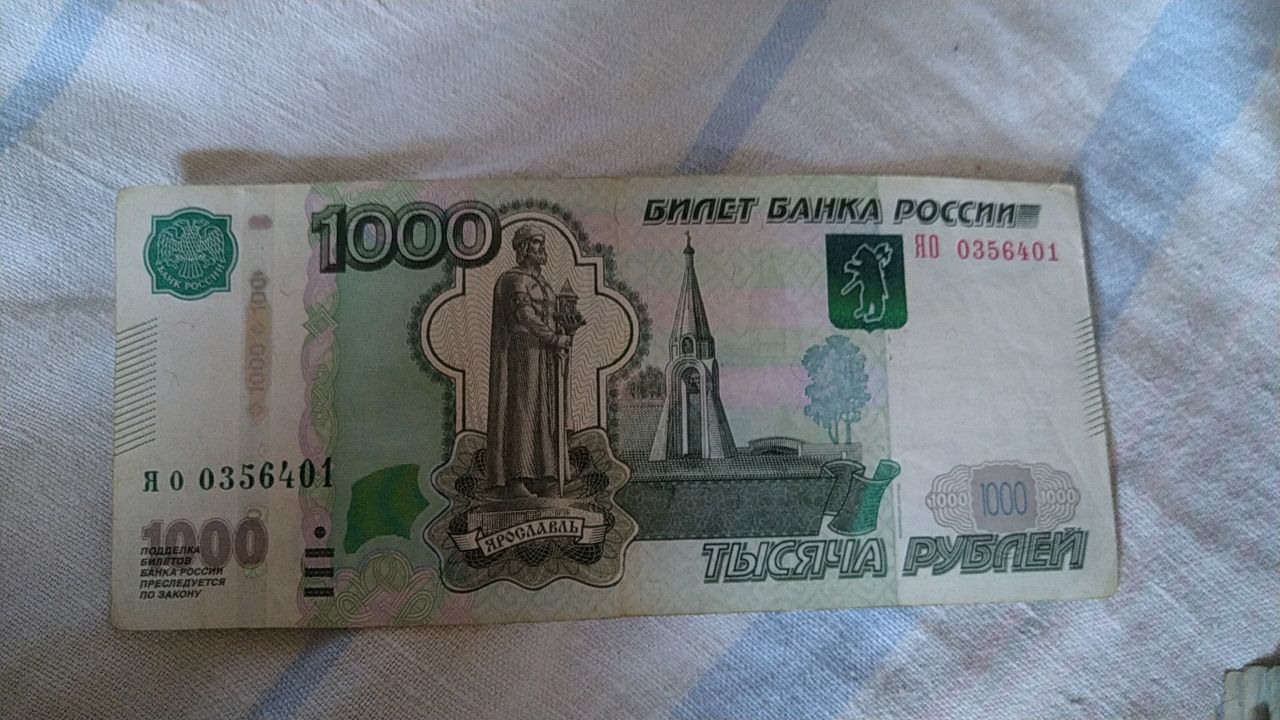 БИЛЕТ БАНКА РОССИИ
1000
ЯО 0356401
БАНК РОССИИ
1000 1000
Я О 0356401
ЯРОСЛАВЛЬ
1000 1000 1000
1000
ПОДДЕЛКА
БИЛЕТОВ
БАНКА РОССИИ
ПРЕСЛЕДУЕТСЯ
ПО ЗАКОНУ
ТЫСЯЧА РУБЛЕЙ